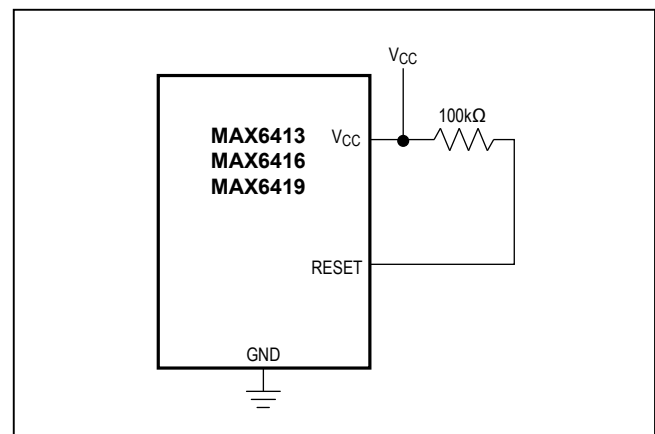 VCC
100kΩ
MAX6413
MAX6416
MAX6419
VCC
RESET
GND